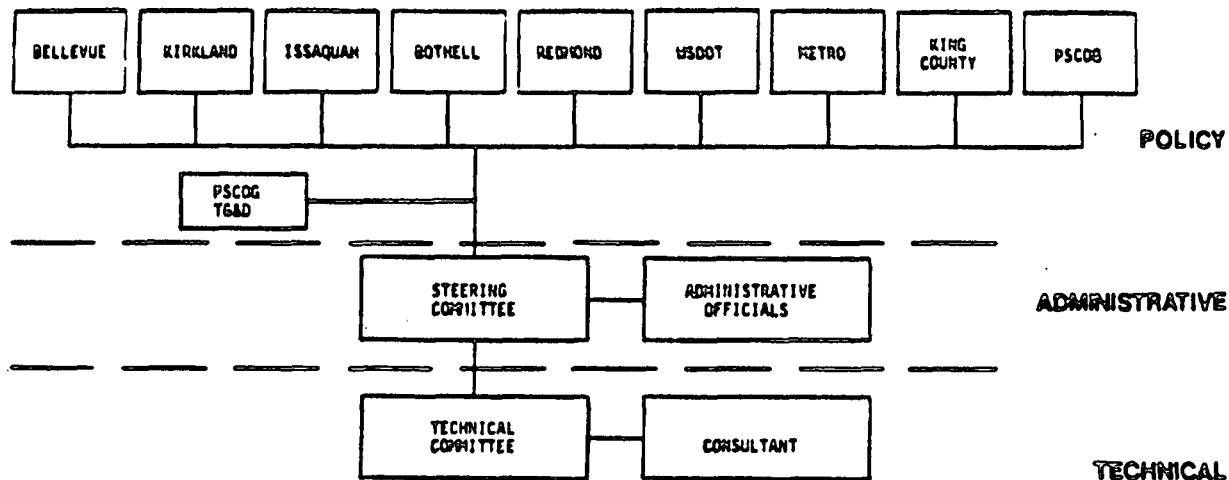 BELLEVUE
KIRKLAND
ISSAQUAH
BOTHELL
REDMOND
WSDOT
METRO
KING
COUNTY
PSCOG
POLICY
PSCOG
TG&D
STEERING
COMMITTEE
ADMINISTRATIVE
OFFICIALS
ADMINISTRATIVE
TECHNICAL
COMMITTEE
CONSULTANT
TECHNICAL